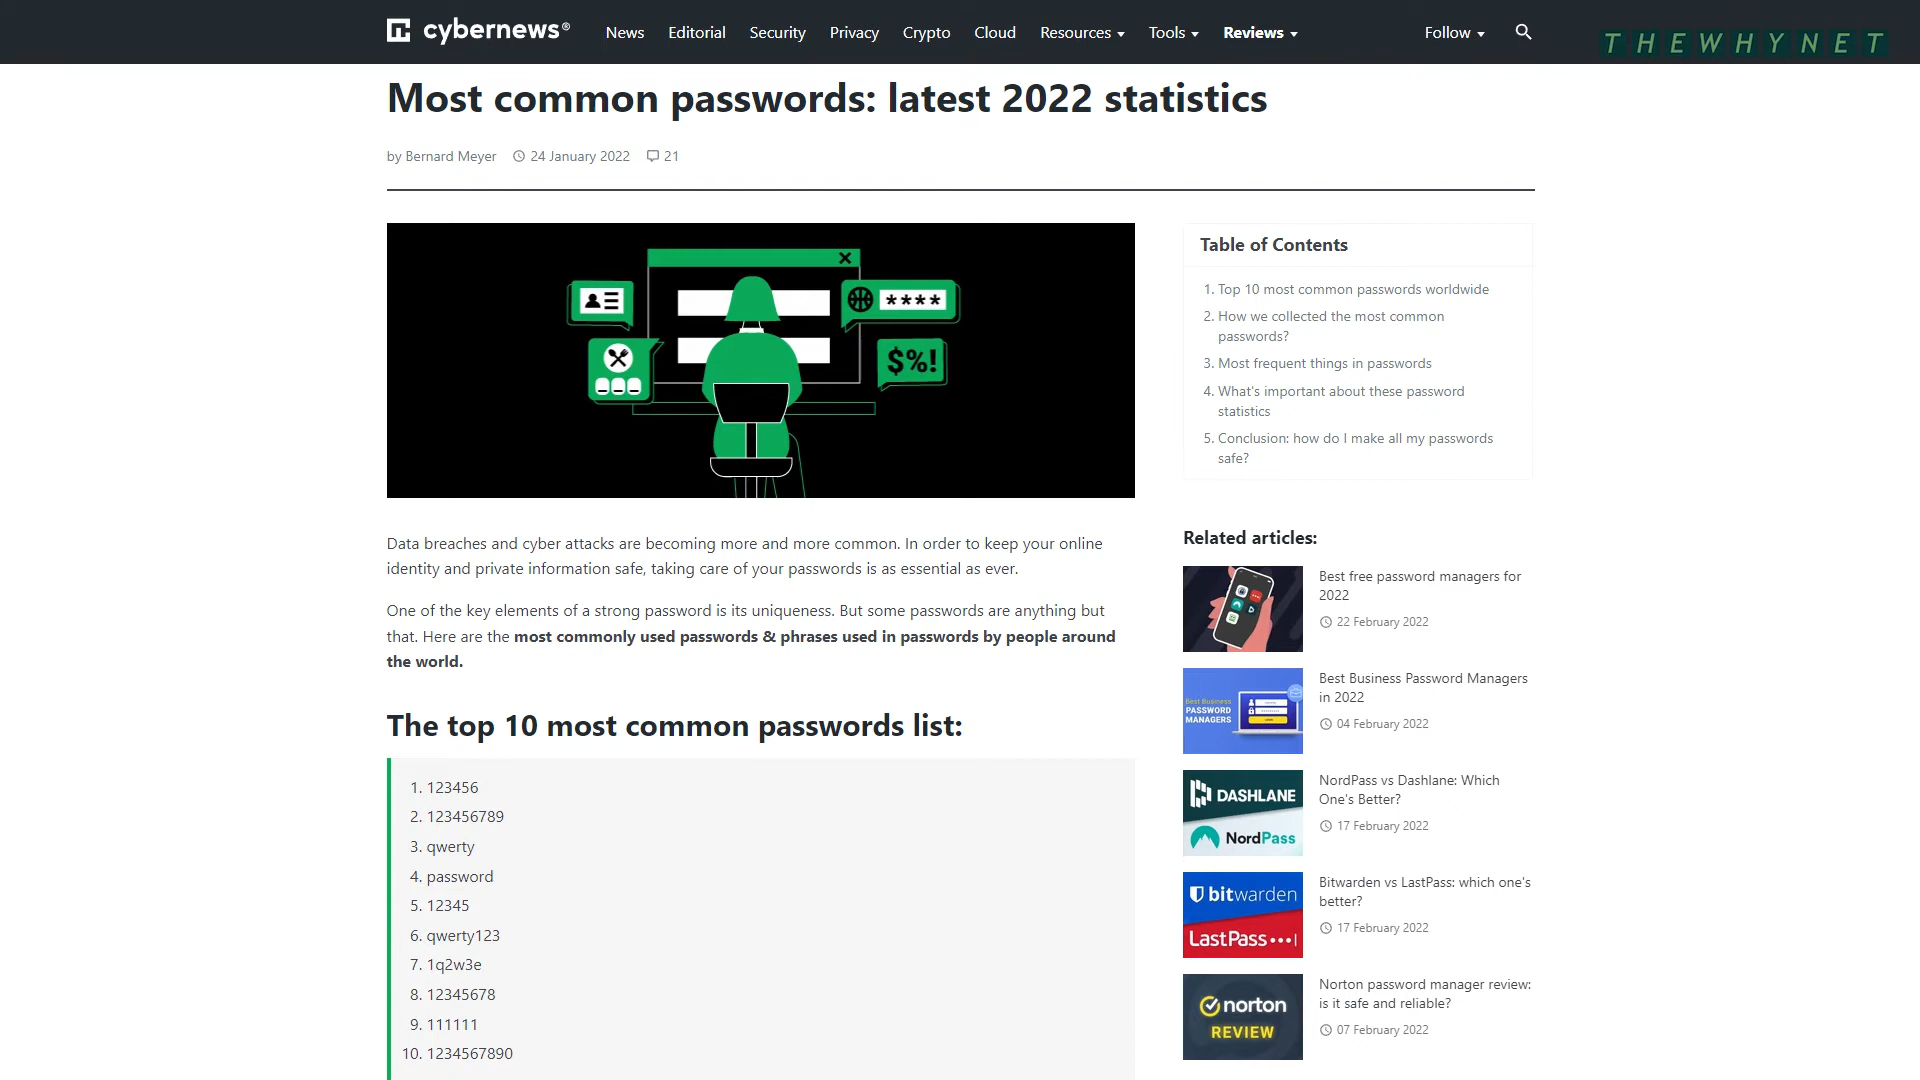 cybernews®
News Editorial Security Privacy Crypto Cloud Resources Tools Reviews Follow
THEWHYNET
Most common passwords: latest 2022 statistics
by Bernard Meyer 24 January 2022 21
****
$%!
Data breaches and cyber attacks are becoming more and more common. In order to keep your online
identity and private information safe, taking care of your passwords is as essential as ever.
One of the key elements of a strong password is its uniqueness. But some passwords are anything but
that. Here are the most commonly used passwords & phrases used in passwords by people around
the world.
The top 10 most common passwords list:
1. 123456
2. 123456789
3. qwerty
4. password
5. 12345
6. qwerty123
7. 1q2w3e
8. 12345678
9. 111111
10. 1234567890
Table of Contents
1. Top 10 most common passwords worldwide
2. How we collected the most common
passwords?
3. Most frequent things in passwords
4. What's important about these password
statistics
5. Conclusion: how do I make all my passwords
safe?
Related articles:
Best free password managers for
2022
22 February 2022
Best Business
PASSWORD
MANAGERS
Best Business Password Managers
in 2022
04 February 2022
DASHLANE
NordPass
NordPass vs Dashlane: Which
One's Better?
17 February 2022
bitwarden
LastPass•••|
Bitwarden vs LastPass: which one's
better?
17 February 2022
norton
REVIEW
Norton password manager review:
is it safe and reliable?
07 February 2022